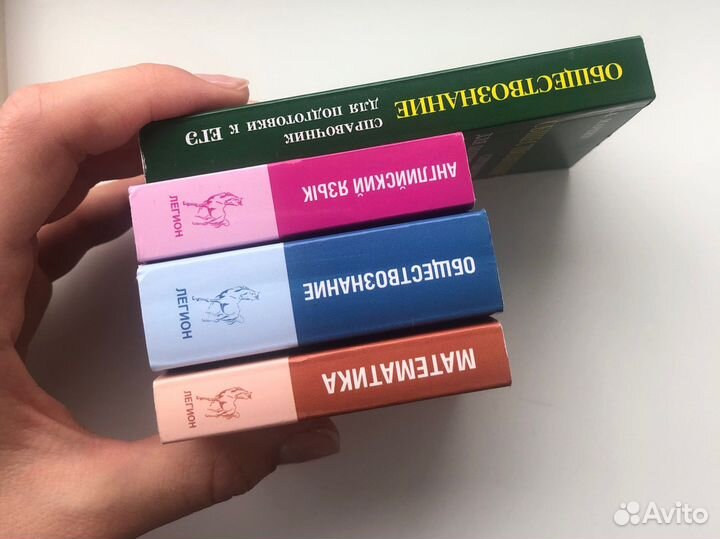 ОБЩЕСТВОЗНАНИЕ
СПРАВОЧНИК
ДЛЯ ПОДГОТОВКИ К ЕГЭ
ЛЕГИОН
АНГЛИЙСКИЙ ЯЗЫК
ЛЕГИОН
ОБЩЕСТВОЗНАНИЕ
ЛЕГИОН
МАТЕМАТИКА
Avito